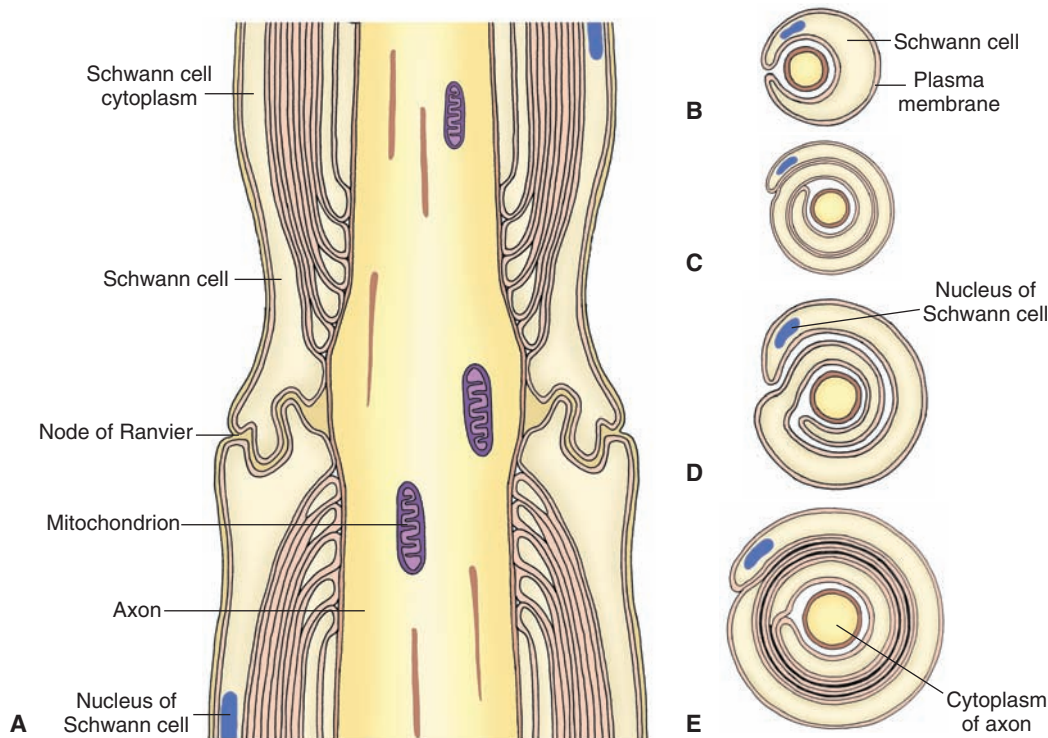 Schwann cell
cytoplasm
Schwann cell
Node of Ranvier
Mitochondrion
Axon
Nucleus of
Schwann cell
A
Schwann cell
Plasma
membrane
B
C
Nucleus of
Schwann cell
D
E
Cytoplasm
of axon